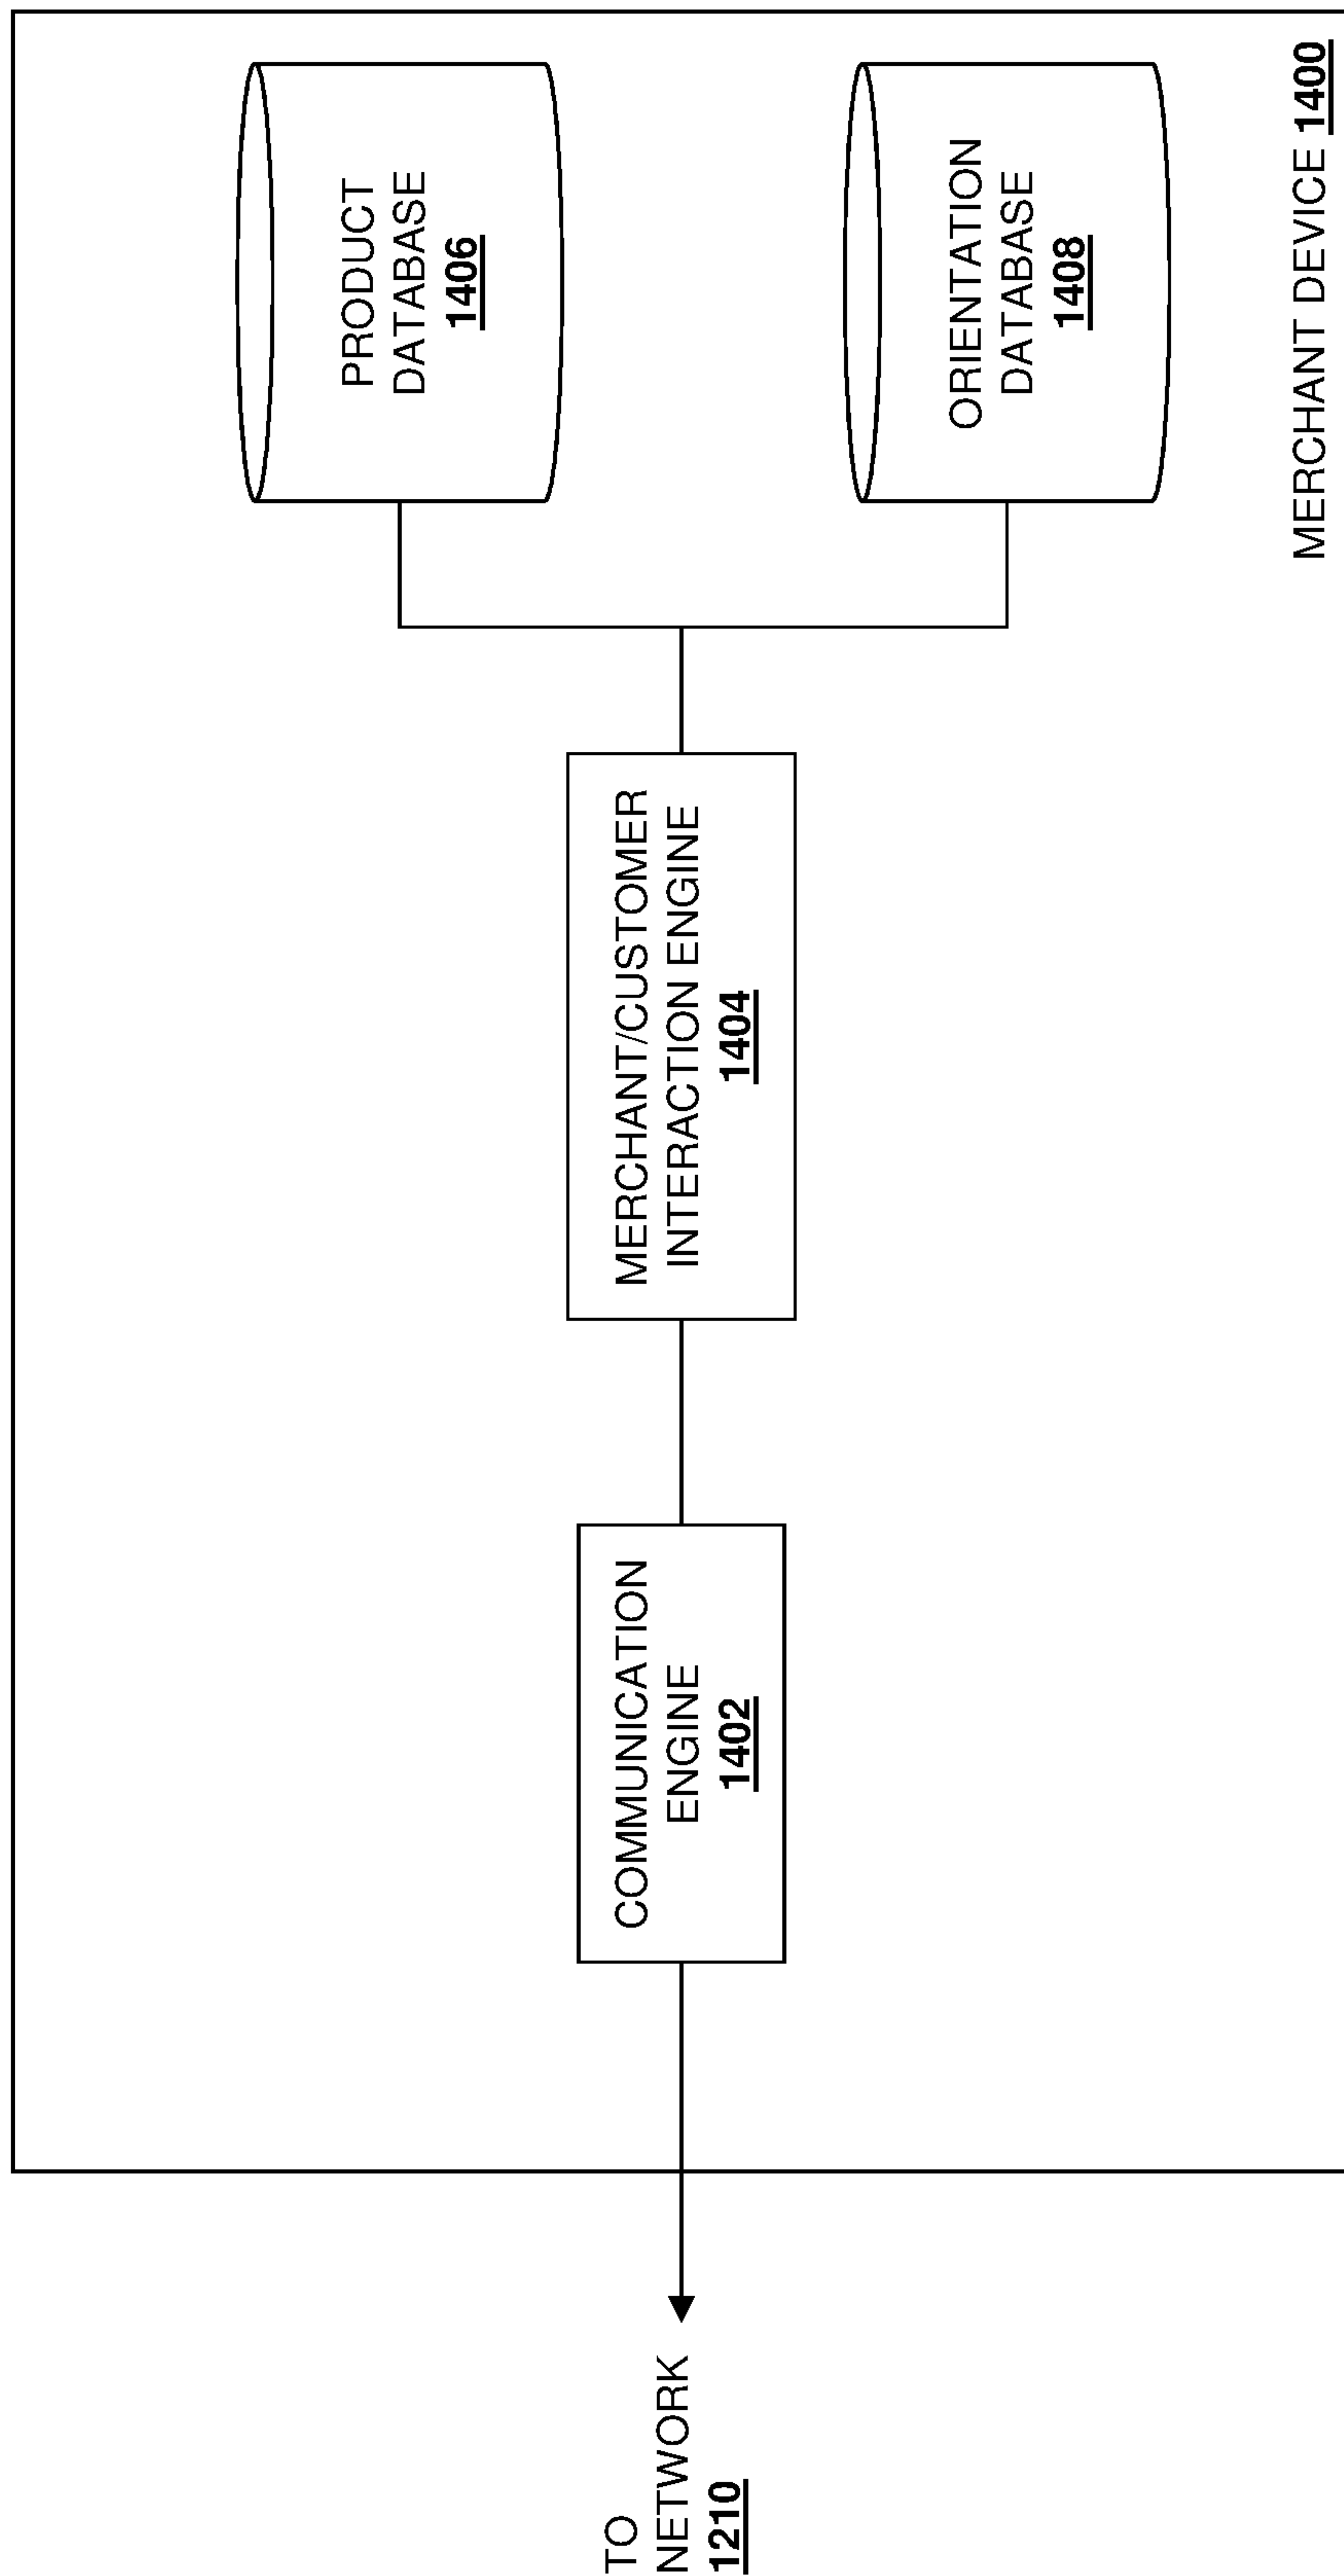 TO
NETWORK
1210
COMMUNICATION
ENGINE
1402
MERCHANT/CUSTOMER
INTERACTION ENGINE
1404
PRODUCT
DATABASE
1406
ORIENTATION
DATABASE
1408
MERCHANT DEVICE 1400